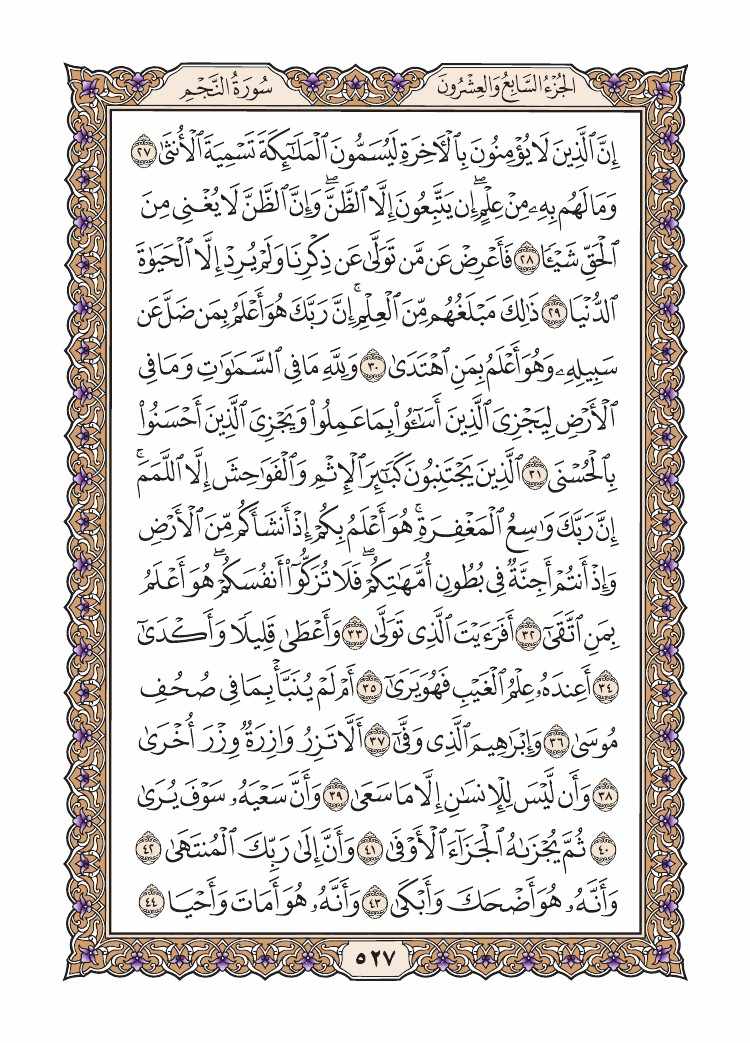 الجزء السابع والعشرون
سورة النجم
إِنَّ ٱلَّذِينَ لَا يُؤْمِنُونَ بِٱلْأَخِرَةِ لَيُسَمُّونَ ٱلْمَلَٰٓئِكَةَ تَسْمِيَةَ ٱلْأُنثَىٰ ٢٧
وَمَا لَهُم بِهِۦ مِنْ عِلْمٍ ۖ إِن يَتَّبِعُونَ إِلَّا ٱلظَّنَّ ۖ وَإِنَّ ٱلظَّنَّ لَا يُغْنِى مِنَ
ٱلْحَقِّ شَيْـًٔا ٢٨ فَأَعْرِضْ عَن مَّن تَوَلَّىٰ عَن ذِكْرِنَا وَلَمْ يُرِدْ إِلَّا ٱلْحَيَوٰةَ
ٱلدُّنْيَا ٢٩ ذَٰلِكَ مَبْلَغُهُم مِّنَ ٱلْعِلْمِ ۚ إِنَّ رَبَّكَ هُوَ أَعْلَمُ بِمَن ضَلَّ عَن
سَبِيلِهِۦ وَهُوَ أَعْلَمُ بِمَنِ ٱهْتَدَىٰ ٣٠ وَلِلَّهِ مَا فِى ٱلسَّمَٰوَٰتِ وَمَا فِى
ٱلْأَرْضِ لِيَجْزِىَ ٱلَّذِينَ أَسَٰٓـُٔوا۟ بِمَا عَمِلُوا۟ وَيَجْزِىَ ٱلَّذِينَ أَحْسَنُوا۟
بِٱلْحُسْنَى ٣١ ٱلَّذِينَ يَجْتَنِبُونَ كَبَٰٓئِرَ ٱلْإِثْمِ وَٱلْفَوَٰحِشَ إِلَّا ٱللَّمَمَ ۚ
إِنَّ رَبَّكَ وَٰسِعُ ٱلْمَغْفِرَةِ ۚ هُوَ أَعْلَمُ بِكُمْ إِذْ أَنشَأَكُم مِّنَ ٱلْأَرْضِ
وَإِذْ أَنتُمْ أَجِنَّةٌ فِى بُطُونِ أُمَّهَٰتِكُمْ ۖ فَلَا تُزَكُّوٓا۟ أَنفُسَكُمْ ۖ هُوَ أَعْلَمُ
بِمَنِ ٱتَّقَىٰٓ ٣٢ أَفَرَءَيْتَ ٱلَّذِى تَوَلَّىٰ ٣٣ وَأَعْطَىٰ قَلِيلًا وَأَكْدَىٰٓ
٣٤ أَعِندَهُۥ عِلْمُ ٱلْغَيْبِ فَهُوَ يَرَىٰٓ ٣٥ أَمْ لَمْ يُنَبَّأْ بِمَا فِى صُحُفِ
مُوسَىٰ ٣٦ وَإِبْرَٰهِيمَ ٱلَّذِى وَفَّىٰٓ ٣٧ أَلَّا تَزِرُ وَازِرَةٌ وِزْرَ أُخْرَىٰ
٣٨ وَأَن لَّيْسَ لِلْإِنسَٰنِ إِلَّا مَا سَعَىٰ ٣٩ وَأَنَّ سَعْيَهُۥ سَوْفَ يُرَىٰ
٤٠ ثُمَّ يُجْزَىٰهُ ٱلْجَزَآءَ ٱلْأَوْفَىٰ ٤١ وَأَنَّ إِلَىٰ رَبِّكَ ٱلْمُنتَهَىٰ ٤٢
وَأَنَّهُۥ هُوَ أَضْحَكَ وَأَبْكَىٰ ٤٣ وَأَنَّهُۥ هُوَ أَمَاتَ وَأَحْيَا ٤٤
٥٢٧